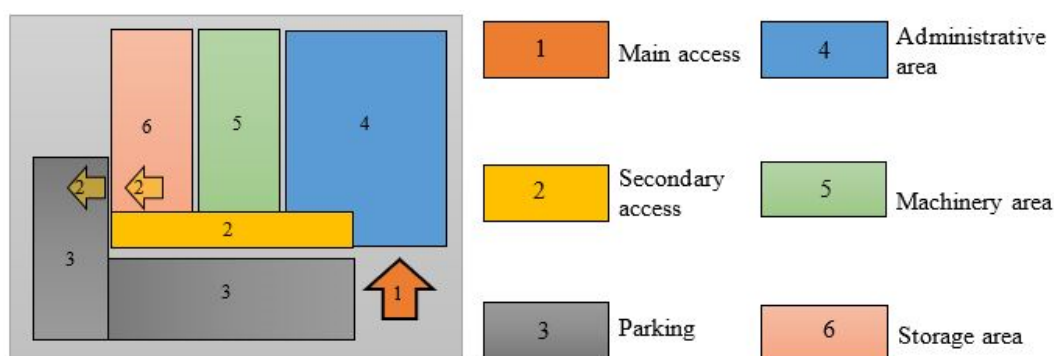 6
5
4
2
2
2
3
3
1
1
Main access
4
Administrative
area
2
Secondary
access
5
Machinery area
3
Parking
6
Storage area